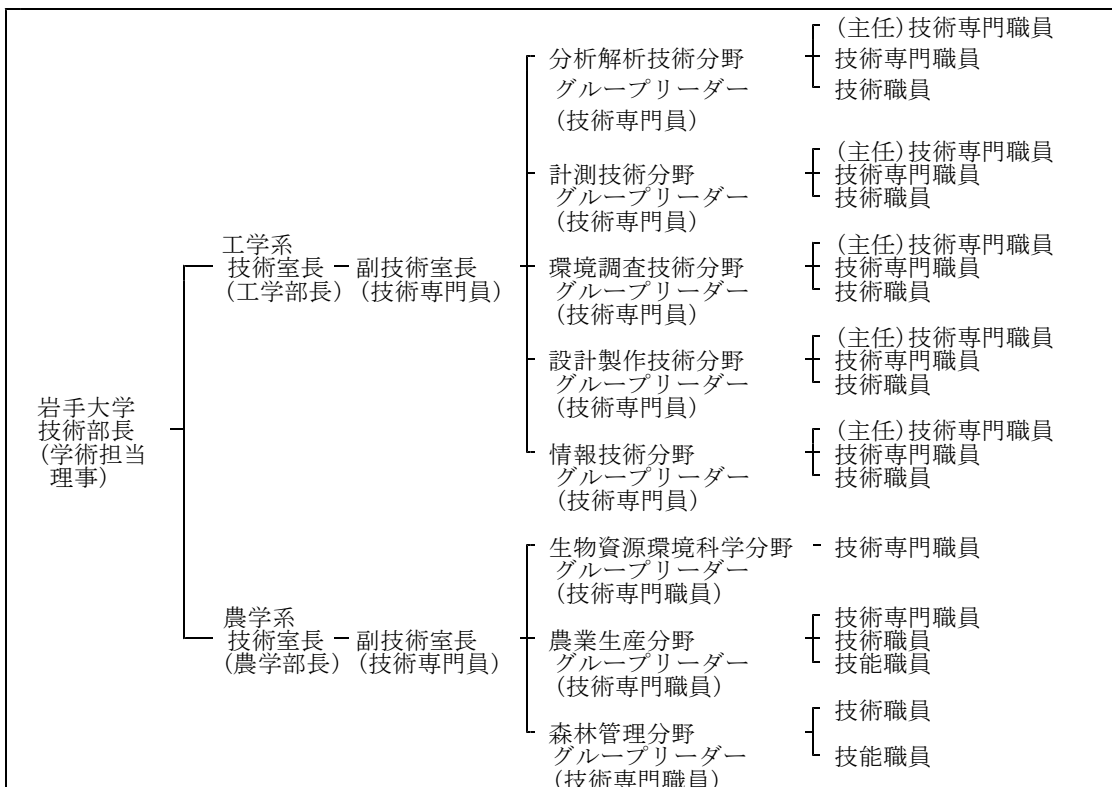 岩手大学
技術部長
(学術担当
理事)
工学系
技術室長
(工学部長)
副技術室長
(技術専門員)
分析解析技術分野
グループリーダー
(技術専門員)
(主任)技術専門職員
技術専門職員
技術職員
計測技術分野
グループリーダー
(技術専門員)
(主任)技術専門職員
技術専門職員
技術職員
環境調査技術分野
グループリーダー
(技術専門員)
(主任)技術専門職員
技術専門職員
技術職員
設計製作技術分野
グループリーダー
(技術専門員)
(主任)技術専門職員
技術専門職員
技術職員
情報技術分野
グループリーダー
(技術専門員)
(主任)技術専門職員
技術専門職員
技術職員
農学系
技術室長
(農学部長)
副技術室長
(技術専門員)
生物資源環境科学分野
グループリーダー
(技術専門職員)
技術専門職員
農業生産分野
グループリーダー
(技術専門職員)
技術専門職員
技術職員
技能職員
森林管理分野
グループリーダー
(技術専門職員)
技術職員
技能職員